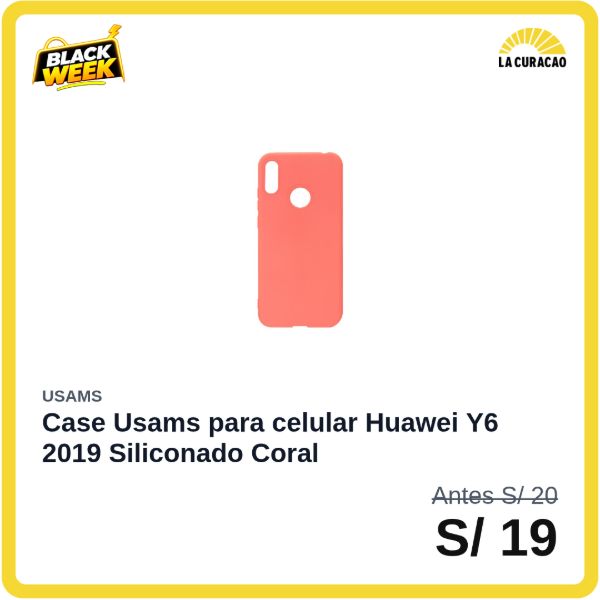 BLACK
WEEK
LA CURACAO
USAMS
Case Usams para celular Huawei Y6
2019 Siliconado Coral
Antes S/ 20
S/ 19